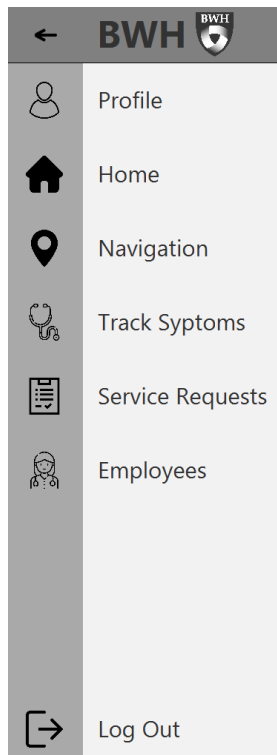 BWH BWH
Profile
Home
Navigation
Track Syptoms
Service Requests
Employees
Log Out